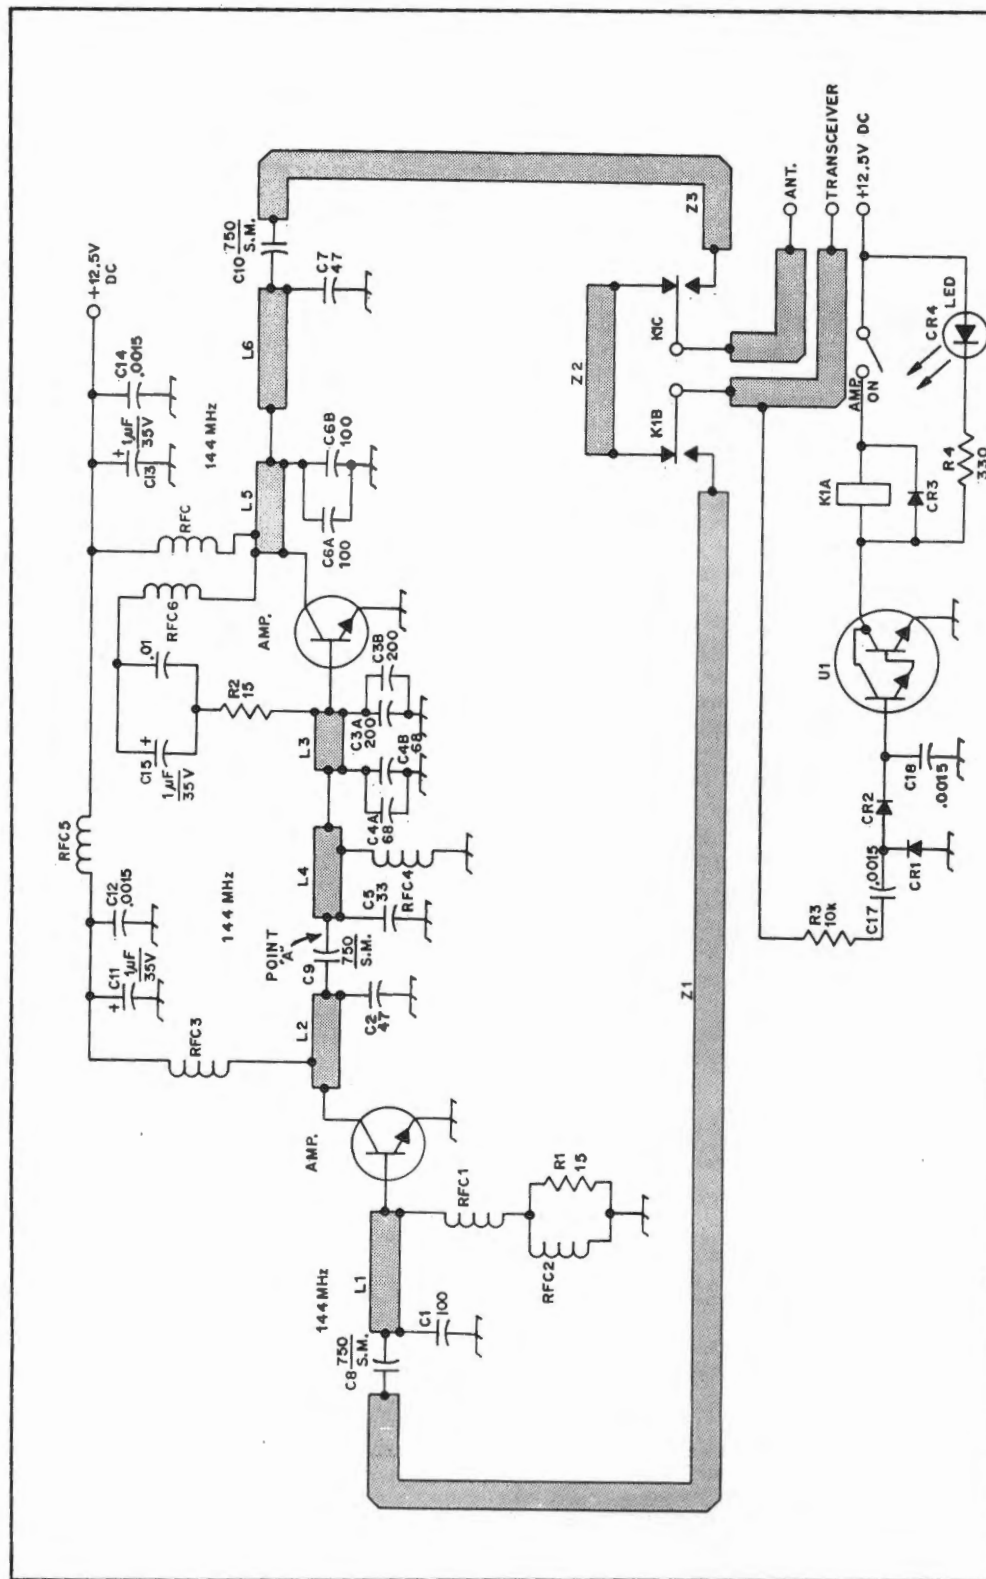 +12.5V
DC
C14
.0015
1µF
35V
C13
144 MHz
C10
750
S.M.
C7
47
L6
L5
C6B
100
C6A
100
RFC
RFC6
.01
C15
1µF
35V
AMP.
R2
15
C3B
200
C3A
200
L3
C4B
68
C4A
68
RFC5
144 MHz
C12
.0015
C11
1µF
35V
L4
C5
33
RFC4
POINT
"A"
C9
750
S.M.
L2
C2
47
RFC3
AMP.
RFC1
R1
15
RFC2
144 MHz
L1
C1
100
C8
750
S.M.
Z1
Z2
Z3
K1B
K1C
ANT.
TRANSCEIVER
+12.5V DC
AMP
ON
LED
CR4
R4
330
K1A
CR3
U1
C18
.0015
CR2
CR1
C17
.0015
R3
10k